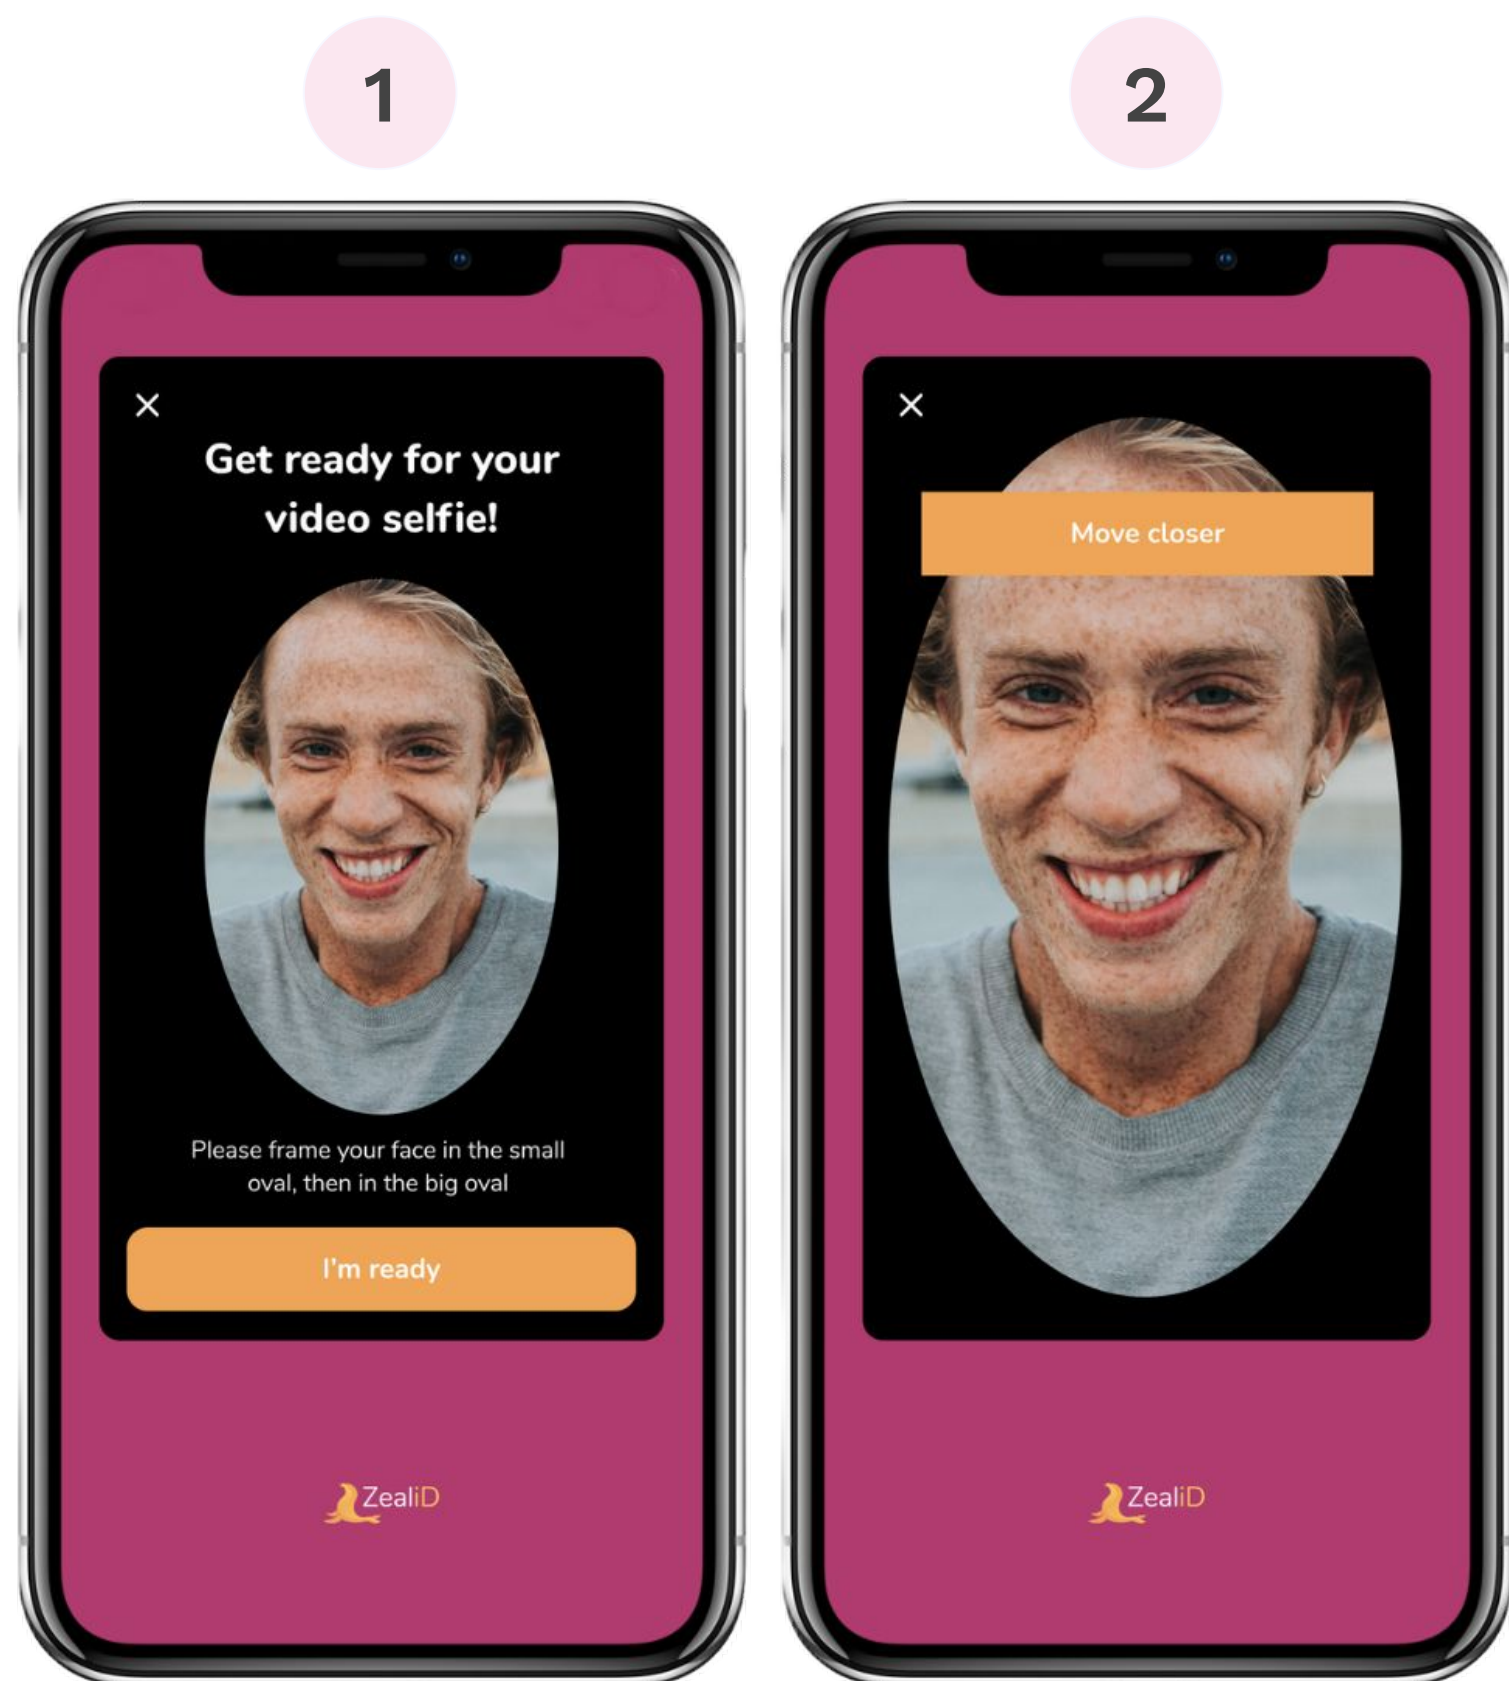 1
Get ready for your
video selfie!
Please frame your face in the small
oval, then in the big oval
I'm ready
ZealiD
2
Move closer
ZealiD